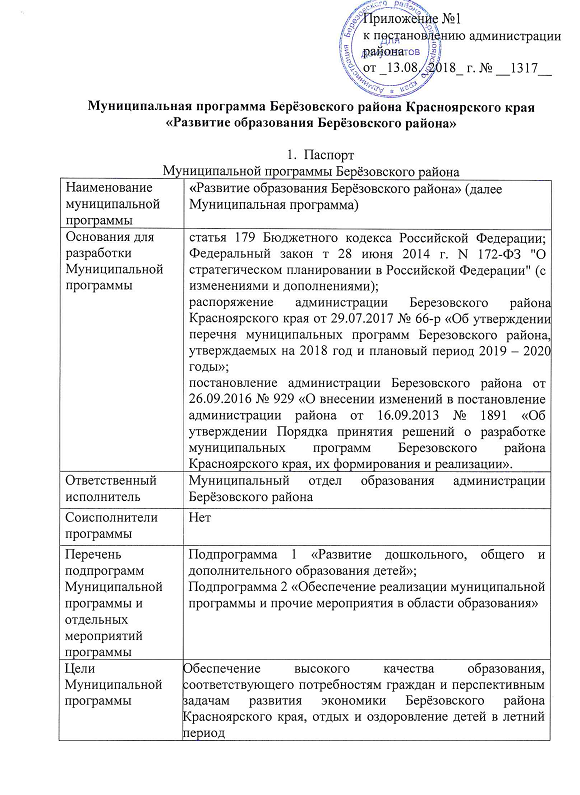 Приложение №1
к постановлению администрации
района
от _13.08._2018_ г. № __1317__
Для
документов
Муниципальная программа Берёзовского района Красноярского края
«Развитие образования Берёзовского района»
1. Паспорт
Муниципальной программы Берёзовского района
Наименование
муниципальной
программы
«Развитие образования Берёзовского района» (далее
Муниципальная программа)
Основания для
разработки
Муниципальной
программы
статья 179 Бюджетного кодекса Российской Федерации;
Федеральный закон т 28 июня 2014 г. N 172-ФЗ "О
стратегическом планировании в Российской Федерации" (с
изменениями и дополнениями);
распоряжение администрации Березовского района
Красноярского края от 29.07.2017 № 66-р «Об утверждении
перечня муниципальных программ Березовского района,
утверждаемых на 2018 год и плановый период 2019 – 2020
годы»;
постановление администрации Березовского района от
26.09.2016 № 929 «О внесении изменений в постановление
администрации района от 16.09.2013 № 1891 «Об
утверждении Порядка принятия решений о разработке
муниципальных программ Березовского района
Красноярского края, их формирования и реализации».
Ответственный
исполнитель
Муниципальный отдел образования администрации
Берёзовского района
Соисполнители
программы
Нет
Перечень
подпрограмм
Муниципальной
программы и
отдельных
мероприятий
программы
Подпрограмма 1 «Развитие дошкольного, общего и
дополнительного образования детей»;
Подпрограмма 2 «Обеспечение реализации муниципальной
программы и прочие мероприятия в области образования»
Цели
Муниципальной
программы
Обеспечение высокого качества образования,
соответствующего потребностям граждан и перспективным
задачам развития экономики Берёзовского района
Красноярского края, отдых и оздоровление детей в летний
период